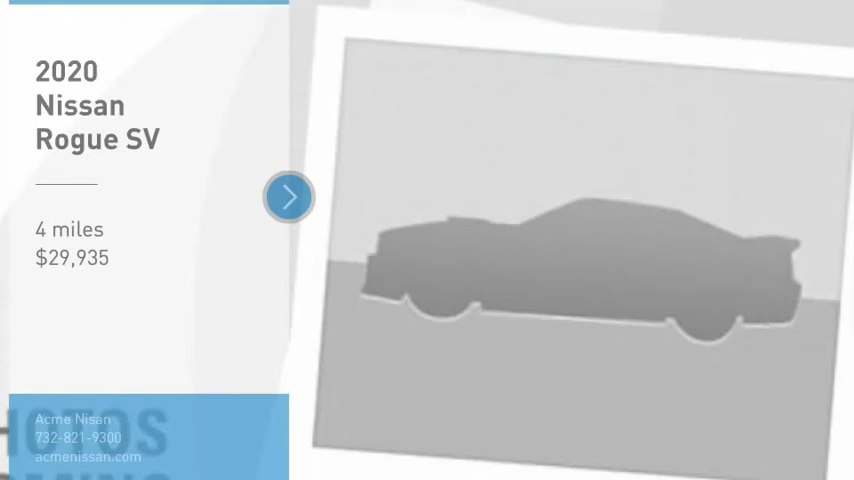 2020
Nissan
Rogue SV
4 miles
$29,935
Acme Nisan
732-821-9300
acmenissan.com